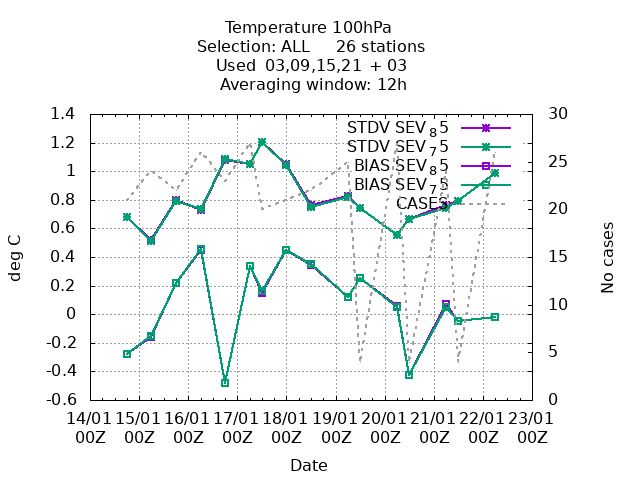 Temperature 100hPa
Selection: ALL 26 stations
Used 03,09,15,21 + 03
Averaging window: 12h
1.4
1.2
1
0.8
0.6
0.4
0.2
0
-0.2
-0.4
-0.6
deg C
30
25
20
15
10
5
0
No cases
STDV SEV_8 5
STDV SEV_7 5
BIAS SEV_8 5
BIAS SEV_7 5
CASES
14/01 15/01 16/01 17/01 18/01 19/01 20/01 21/01 22/01 23/01
00Z 00Z 00Z 00Z 00Z 00Z 00Z 00Z 00Z 00Z
Date